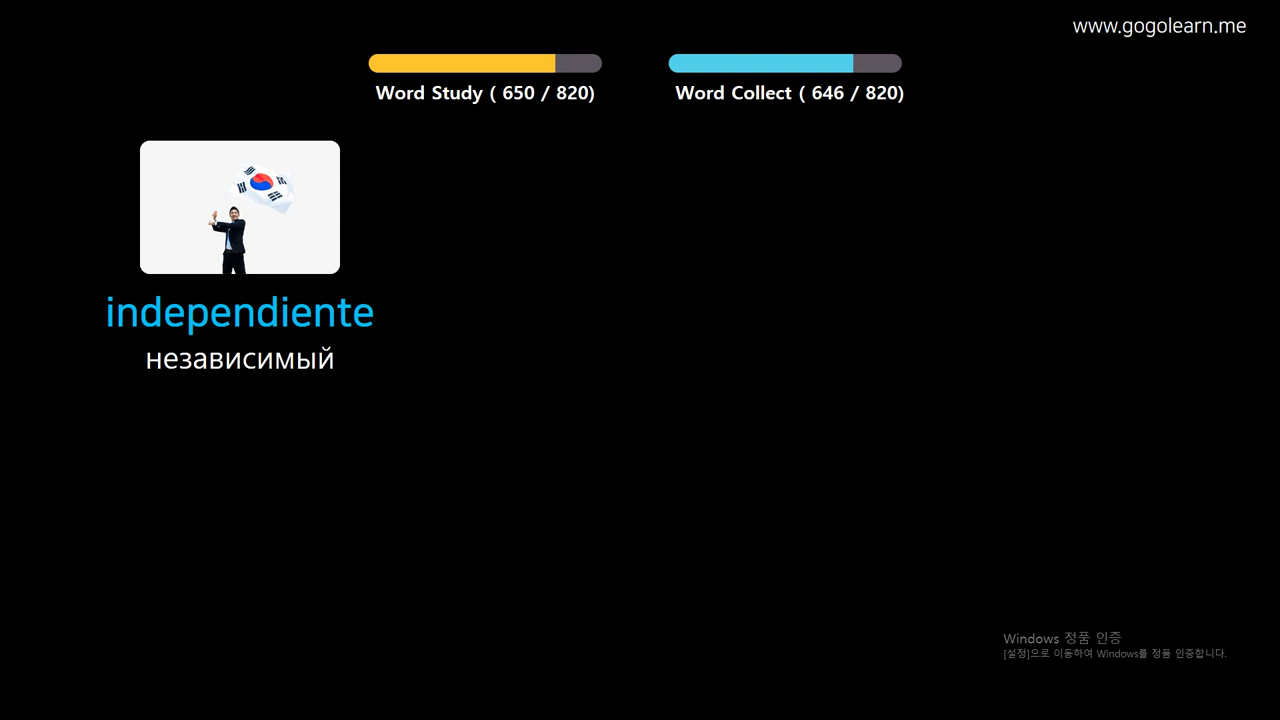 www.gogolearn.me
Word Study ( 650 / 820)
Word Collect ( 646 / 820)
independiente
независимый
Windows 정품 인증
[설정]으로 이동하여 Windows를 정품 인증합니다.